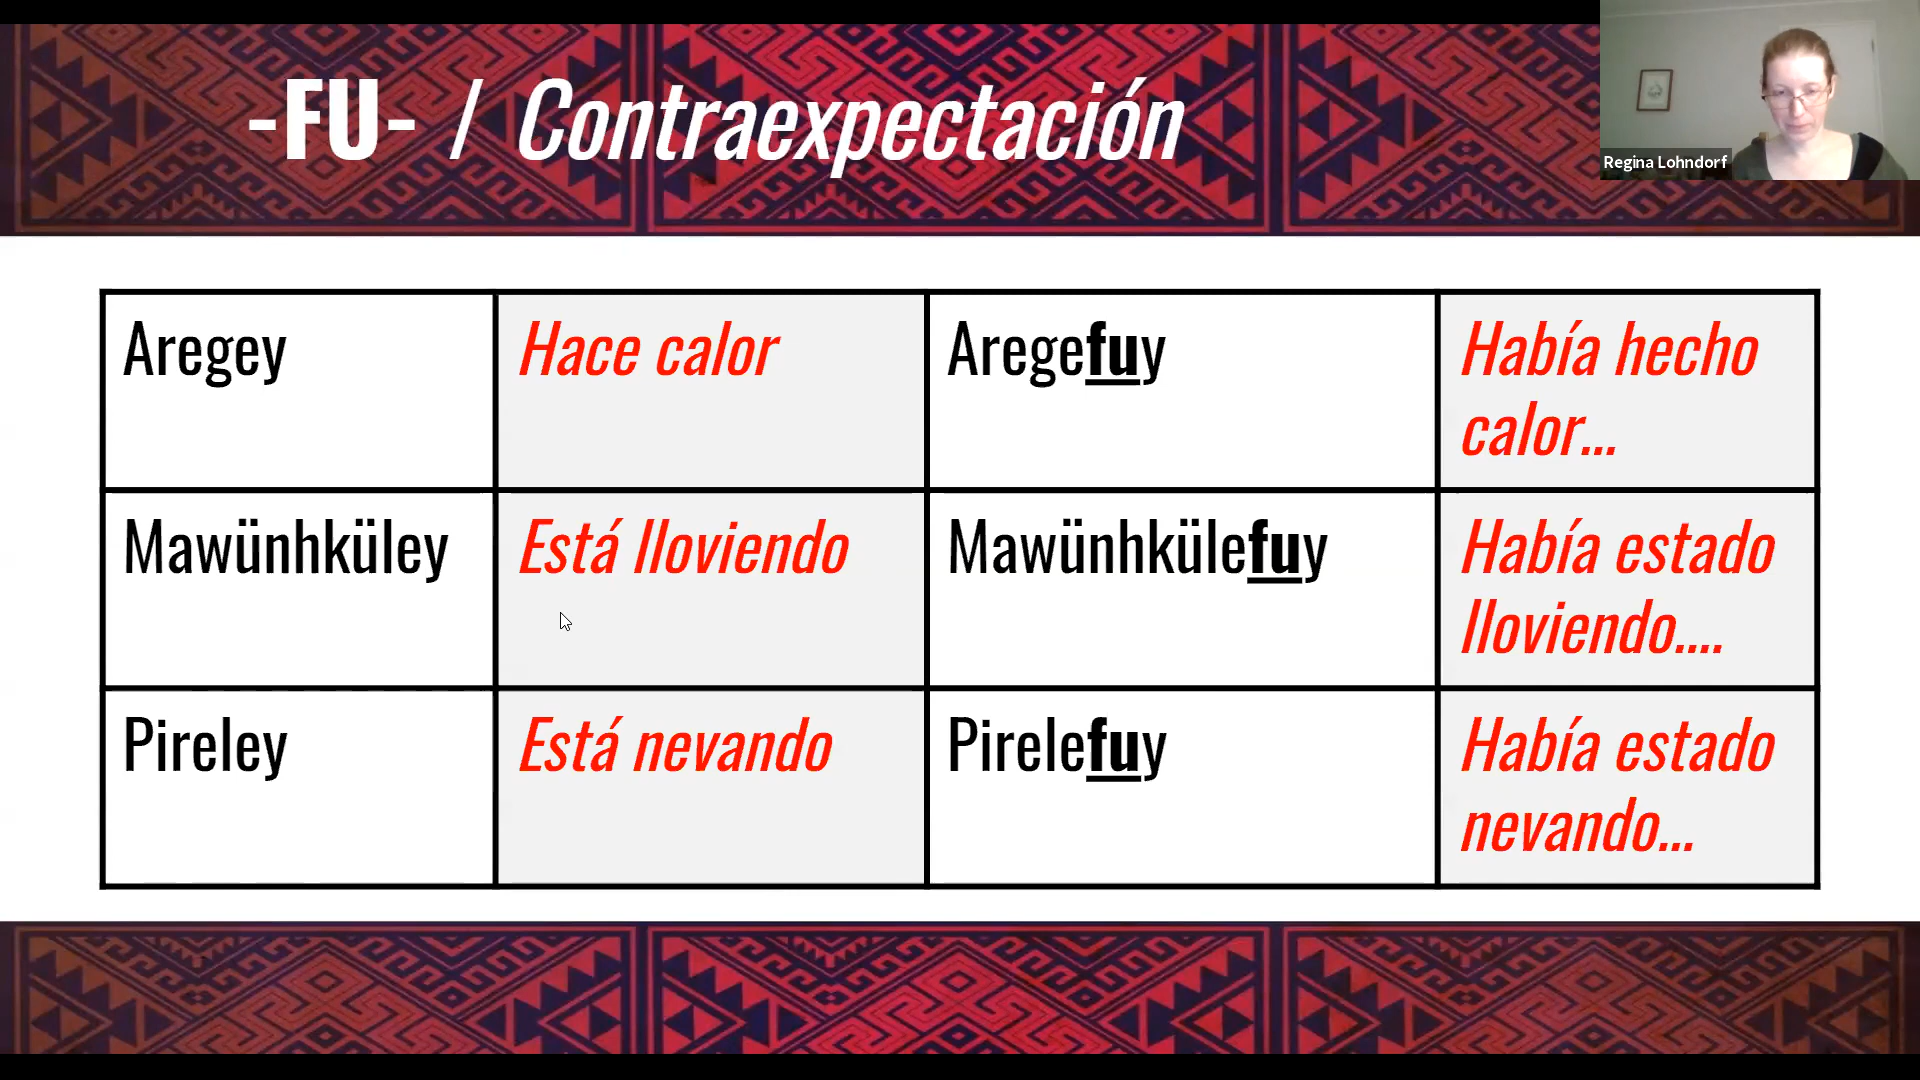 -FU- / Contraexpectación
Regina Lohndorf
Aregey
Hace calor
Aregefuy
Había hecho
calor...
Mawünhküley
Está lloviendo
Mawünhkülefuy
Había estado
lloviendo....
Pireley
Está nevando
Pirelefuy
Había estado
nevando...